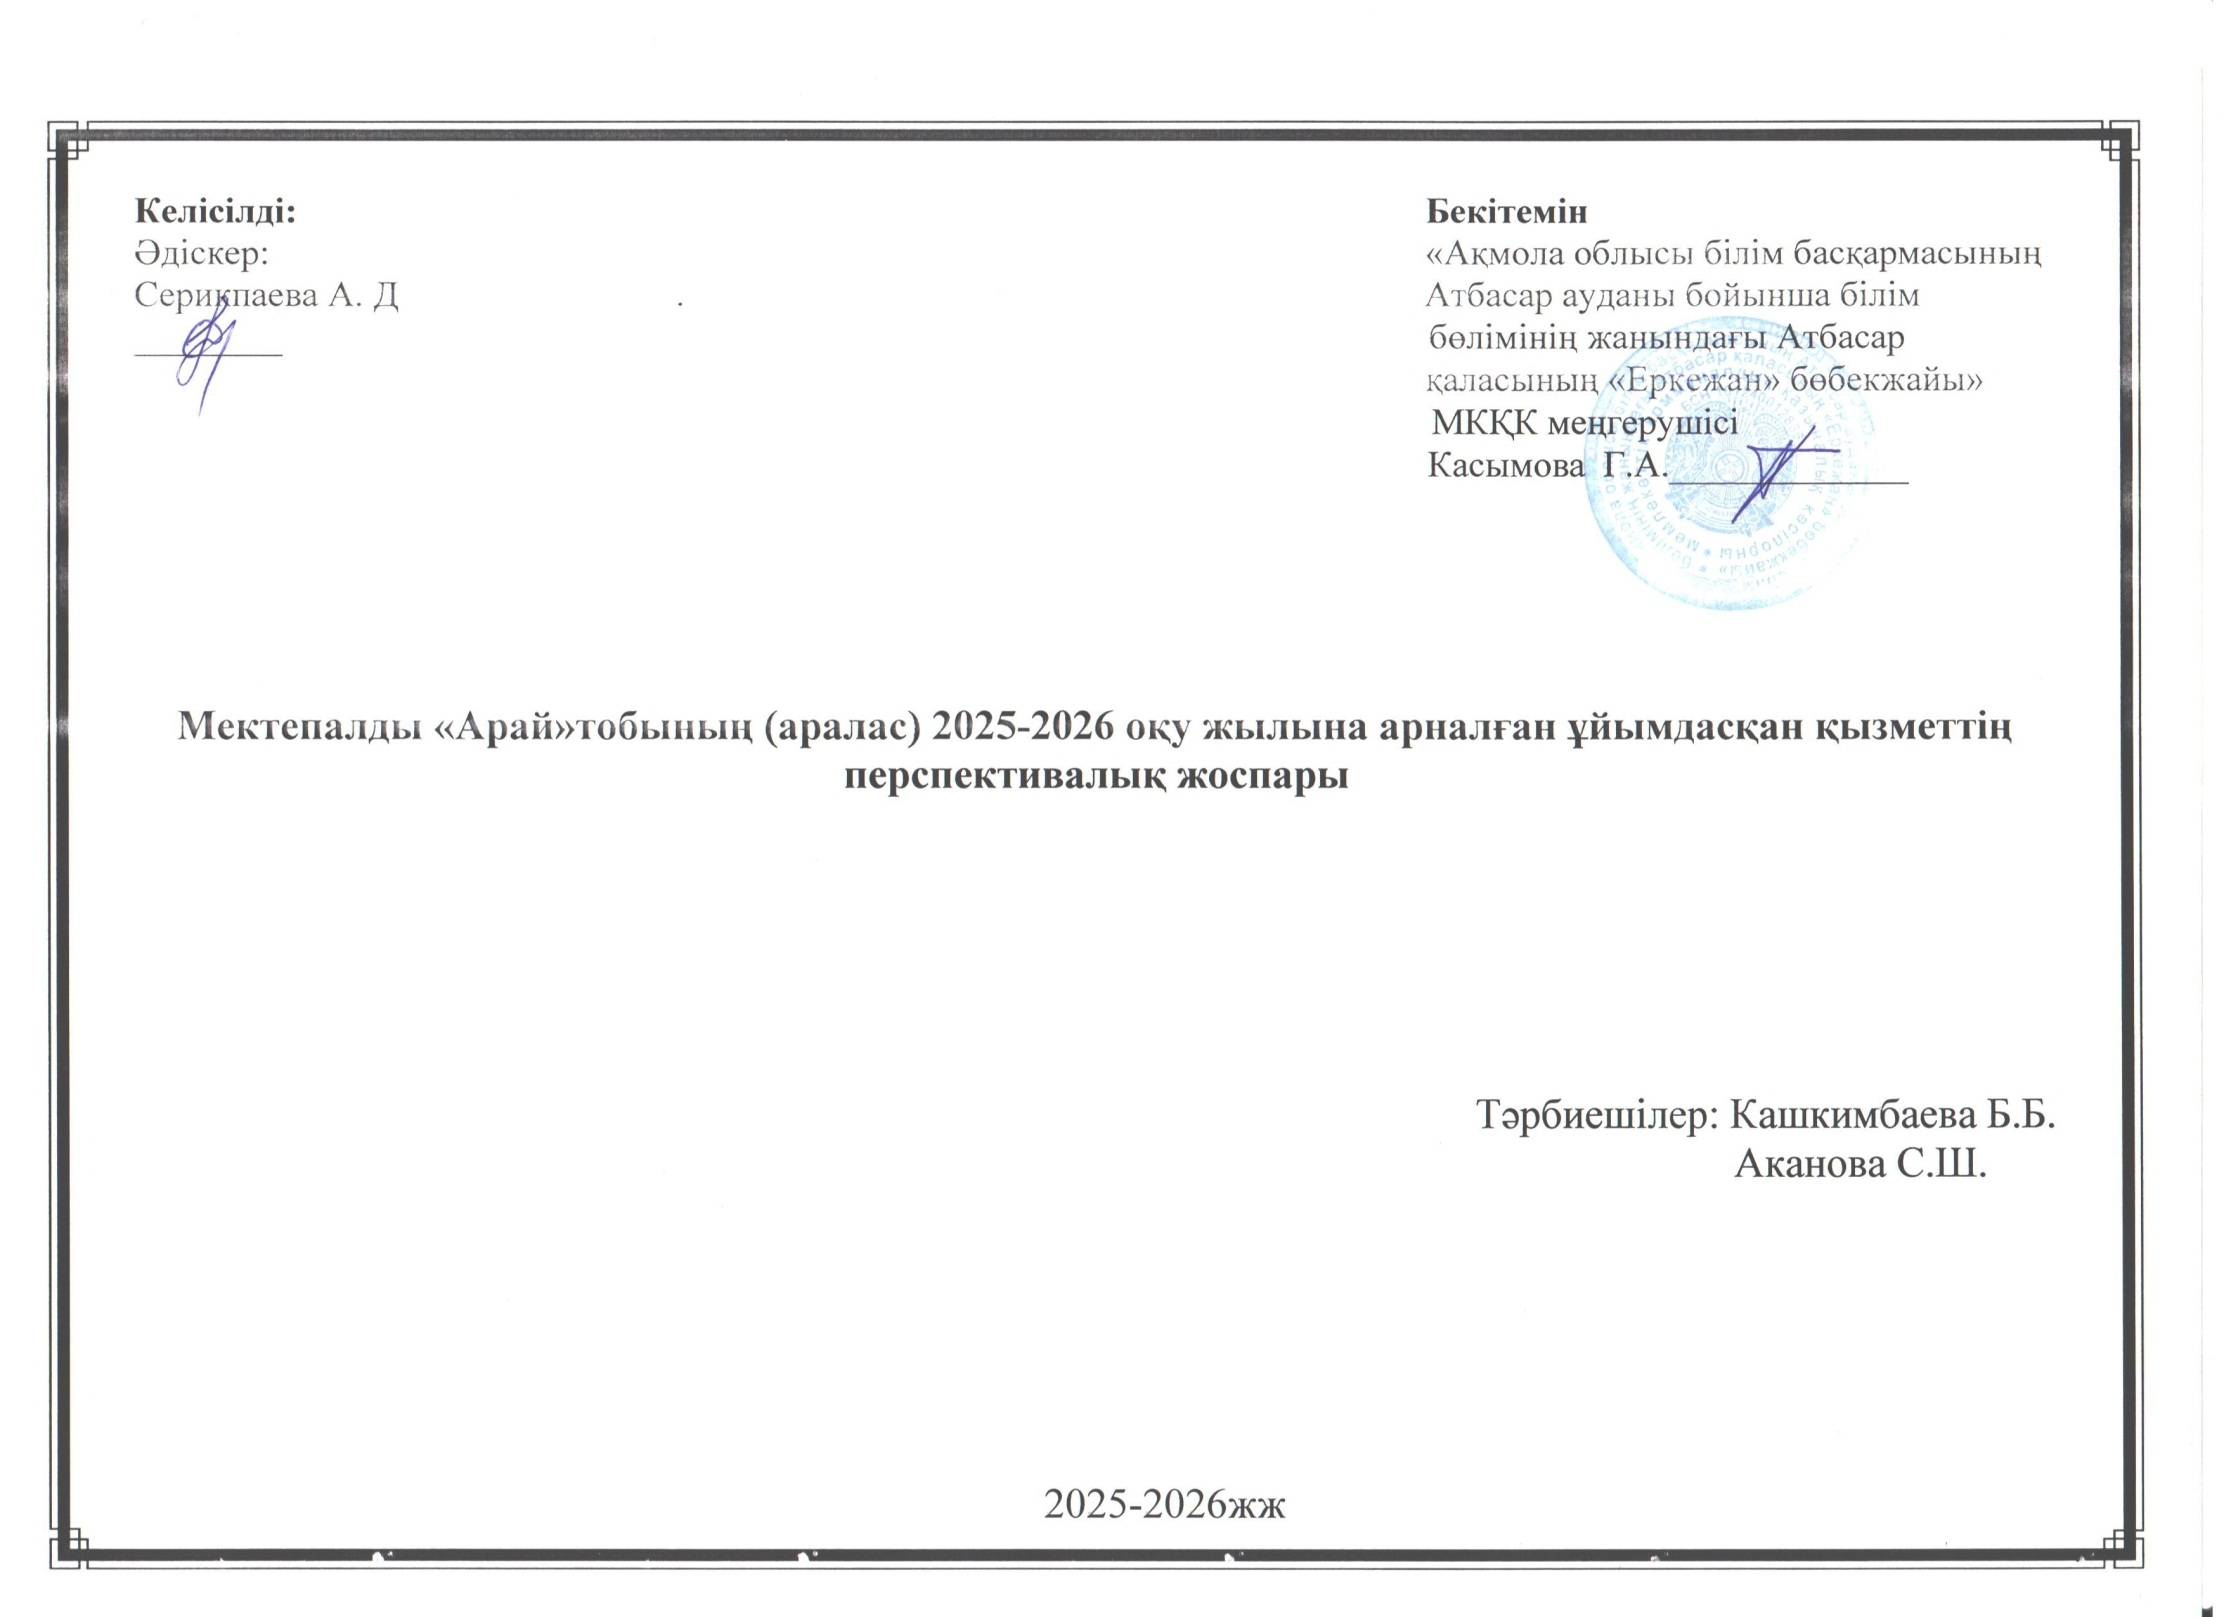 Келісілді:
Әдіскер:
Серикпаева А. Д
Бекітемін
«Ақмола облысы білім басқармасының
Атбасар ауданы бойынша білім
бөлімінің жанындағы Атбасар
қаласының «Еркежан» бөбекжайы»
МКҚК меңгерушісі
Касымова Г.А.
Мектепалды «Арай»тобының (аралас) 2025-2026 оқу жылына арналған ұйымдасқан қызметтің
перспективалық жоспары
Тәрбиешілер: Кашкимбаева Б.Б.
Аканова С.Ш.
2025-2026жж